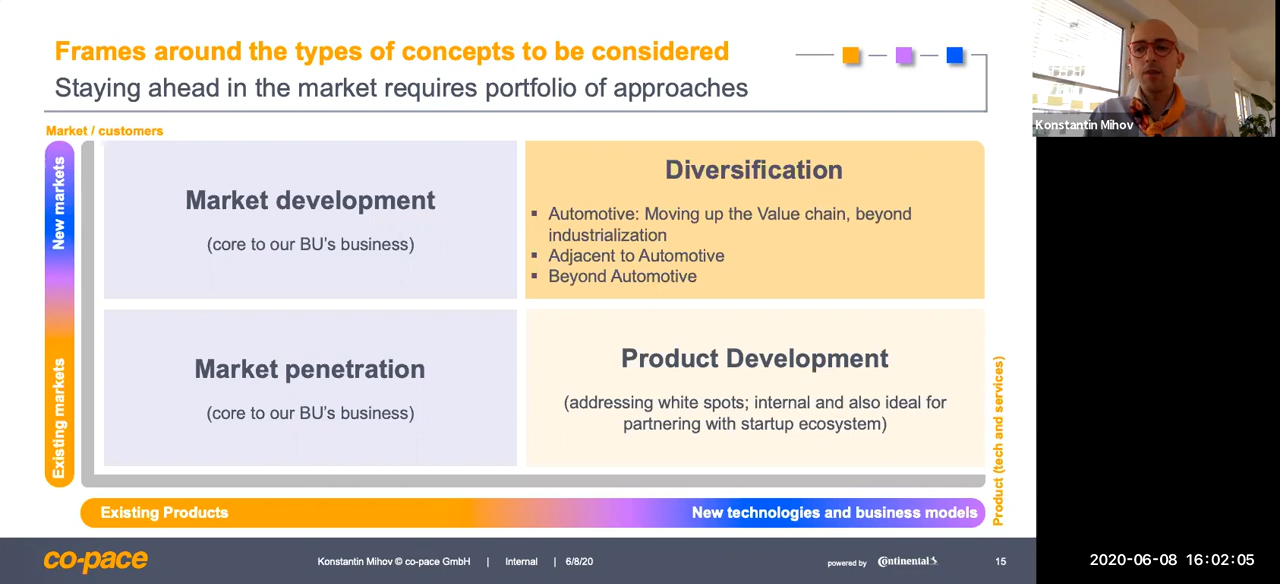 Frames around the types of concepts to be considered
Staying ahead in the market requires portfolio of approaches
Konstantin Mihov
Market / customers
New markets
Existing markets
Market development
(core to our BU's business)
Diversification
▪ Automotive: Moving up the Value chain, beyond
industrialization
▪ Adjacent to Automotive
▪ Beyond Automotive
Market penetration
(core to our BU's business)
Product Development
(addressing white spots; internal and also ideal for
partnering with startup ecosystem)
Product (tech and services)
Existing Products
New technologies and business models
co-pace
Konstantin Mihov © co-pace GmbH | Internal | 6/8/20
powered by
Continental
15
2020-06-08 16:02:05